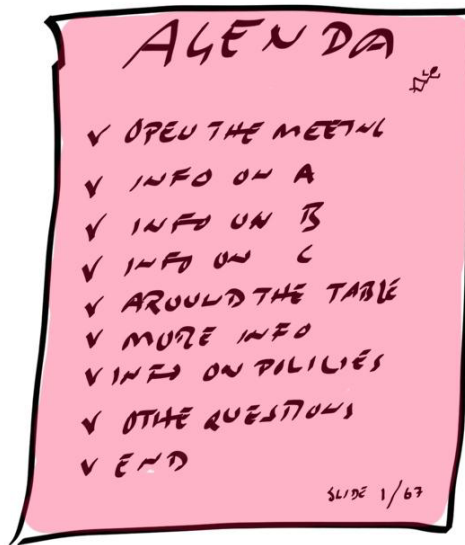 AGENDA
✓ OPEN THE MEETING
✓ INFO ON A
✓ INFO ON B
✓ INFO ON C
✓ AROUND THE TABLE
✓ MORE INFO
✓ INFO ON POLICIES
✓ OTHE QUESTIONS
✓ END
SLIDE 1/67